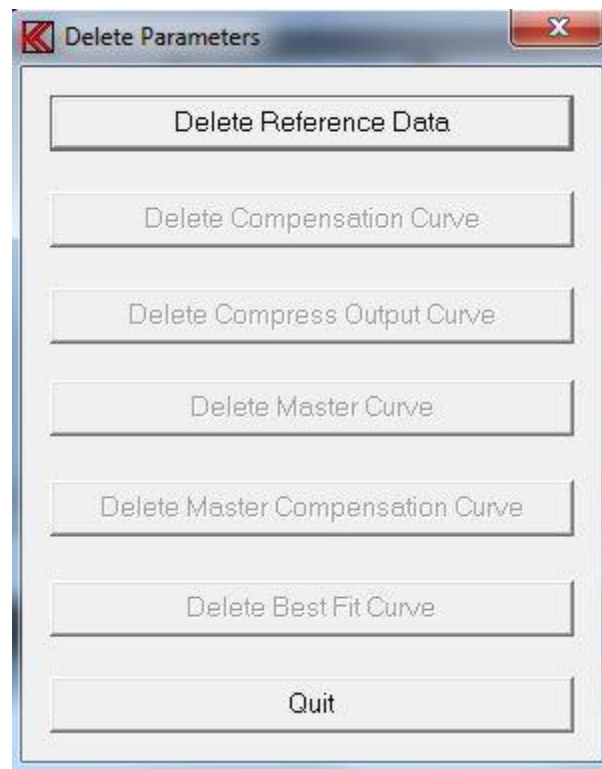 Delete Parameters
Delete Reference Data
Delete Compensation Curve
Delete Compress Output Curve
Delete Master Curve
Delete Master Compensation Curve
Delete Best Fit Curve
Quit